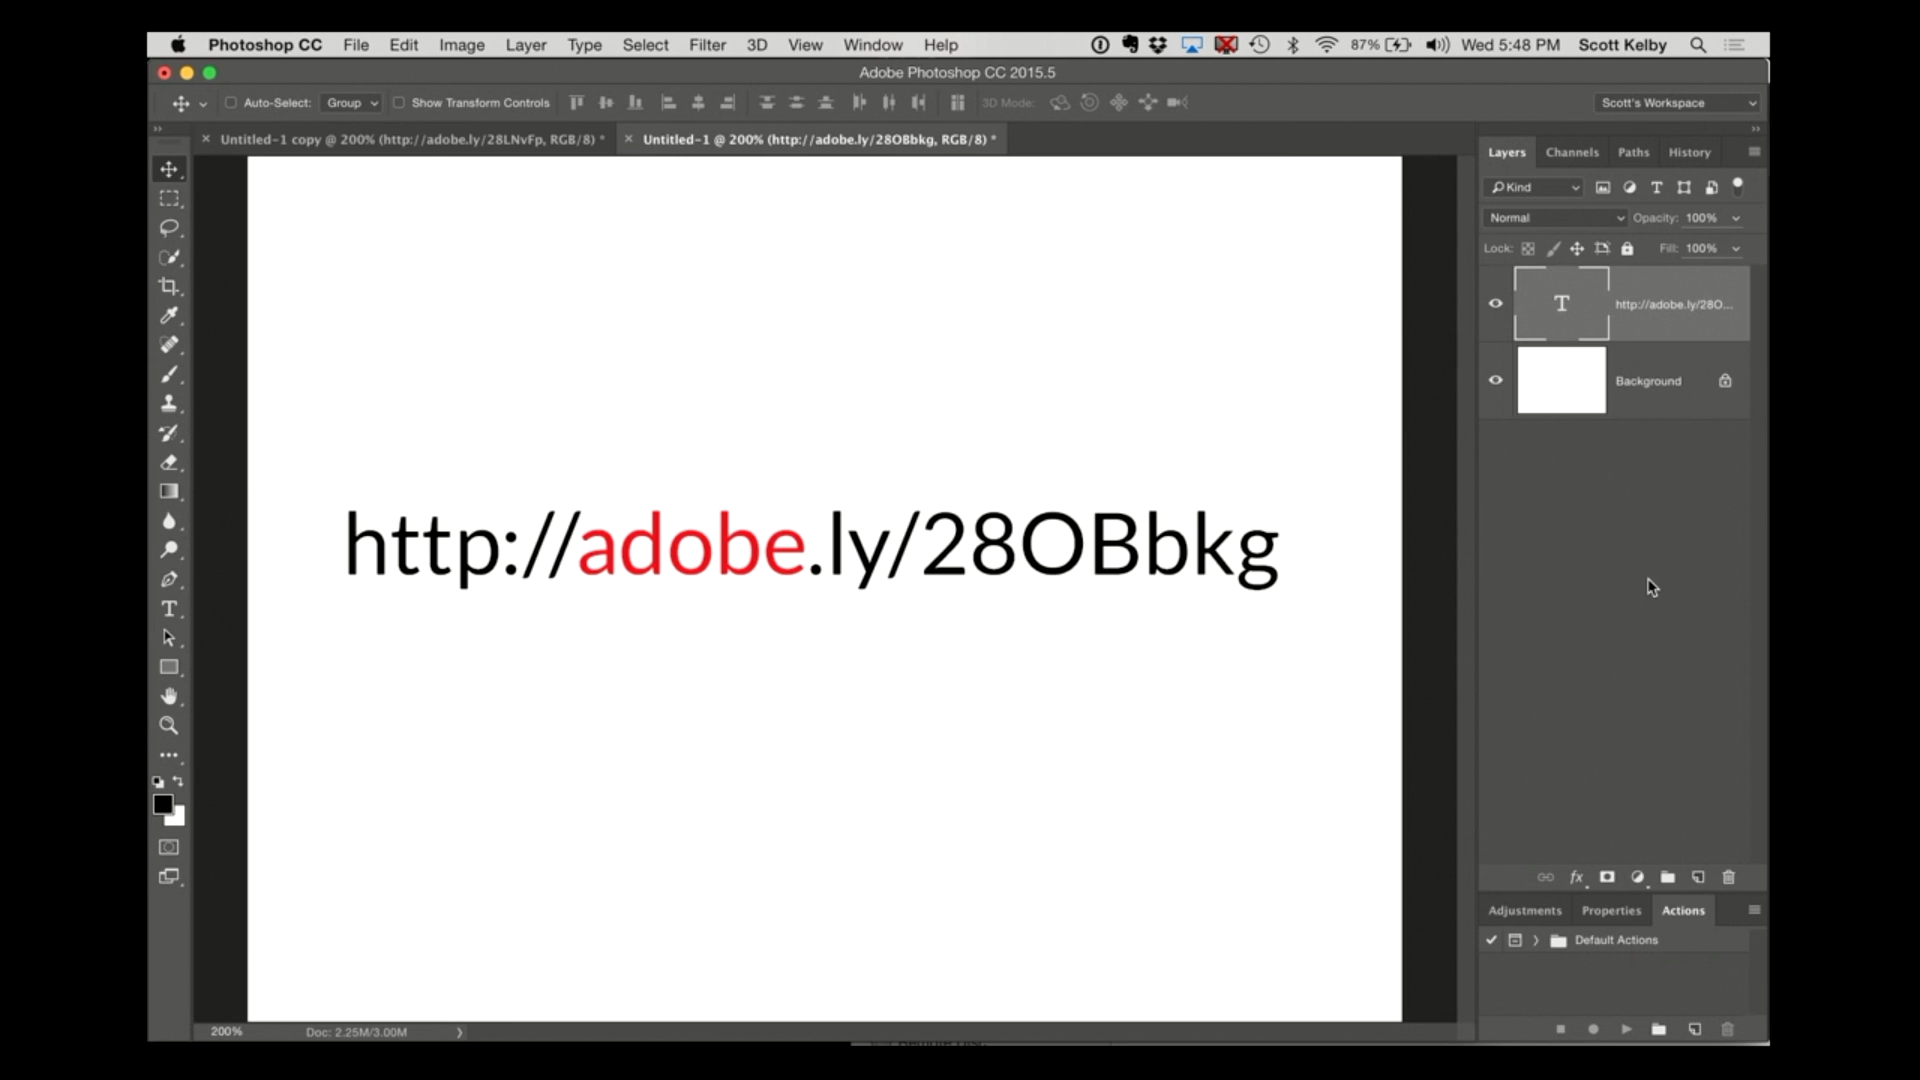 Photoshop CC File Edit Image Layer Type Select Filter 3D View Window Help 87% Wed 5:48 PM Scott Kelby
Adobe Photoshop CC 2015.5
Auto-Select: Group Show Transform Controls 3D Mode: Scott's Workspace
Untitled-1 copy @ 200% (http://adobe.ly/28LNvFp, RGB/8) * Untitled-1 @ 200% (http://adobe.ly/28OBbkg, RGB/8) *
Layers Channels Paths History
Kind
Normal Opacity: 100%
Lock: Fill: 100%
T http://adobe.ly/28O...
Background
http://adobe.ly/28OBbkg
fx
Adjustments Properties Actions
Default Actions
200% Doc: 2.25M/3.00M